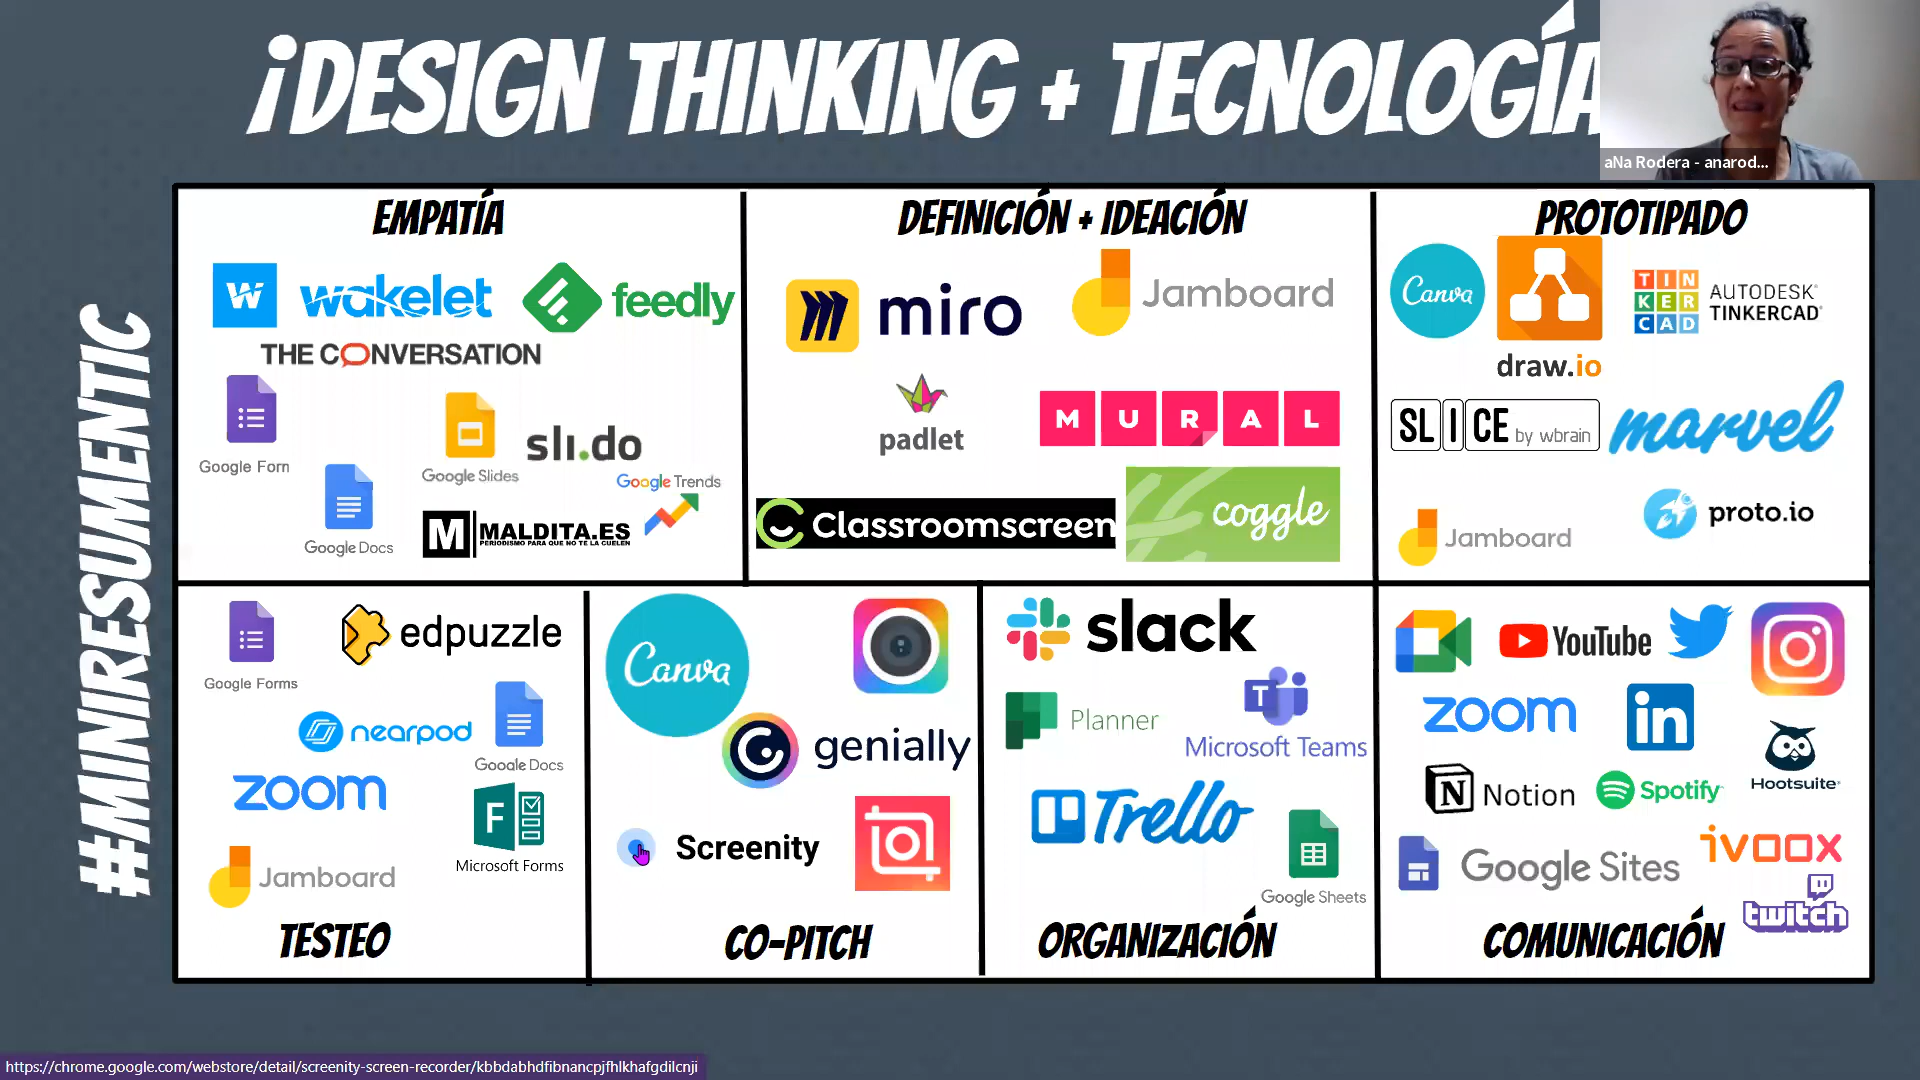 ¡DESIGN THINKING + TECNOLOGÍA
aNa Rodera - anarod...
#MINIRESUMENTIC
EMPATÍA
W wakelet
feedly
THE CONVERSATION
Google Forn
Google Slides
sli.do
Google Trends
Google Docs
M MALDITA.ES
PERIODISMO PARA QUE NO TE LA CUELEN
DEFINICIÓN + IDEACIÓN
miro
Jamboard
padlet
MURAL
Classroomscreen
coggle
PROTOTIPADO
Canva
draw.io
TINKERCAD
AUTODESK®
TINKERCAD®
SLICE by wbrain
marvel
Jamboard
proto.io
Google Forms
edpuzzle
nearpod
Google Docs
zoom
F
Microsoft Forms
Jamboard
TESTEO
Canva
genially
Screenity
CO-PITCH
slack
Planner
T
Microsoft Teams
Trello
Google Sheets
ORGANIZACIÓN
YouTube
zoom
in
Hootsuite®
N Notion
Spotify®
ivoox
Google Sites
twitch
COMUNICACIÓN
https://chrome.google.com/webstore/detail/screenity-screen-recorder/kbbdabhdfibnancpjfhlkhafgdilcnji